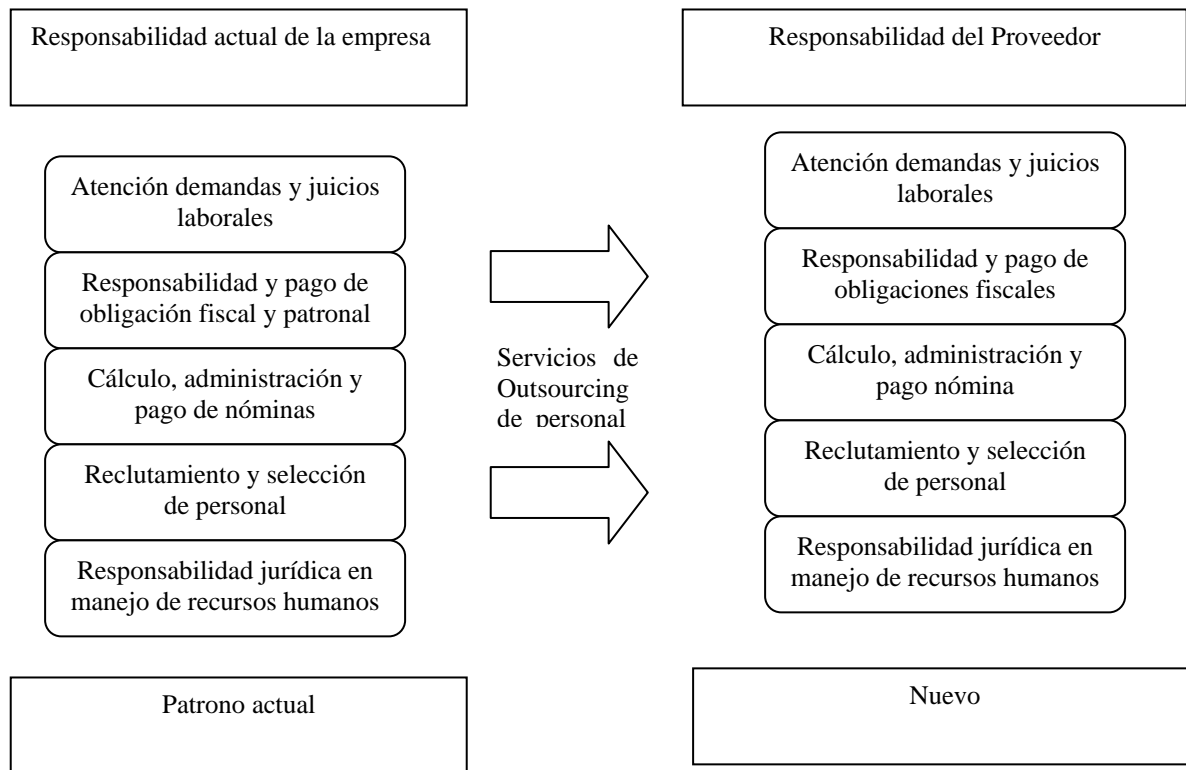 Responsabilidad actual de la empresa
Atención demandas y juicios
laborales
Responsabilidad y pago de
obligación fiscal y patronal
Cálculo, administración y
pago de nóminas
Reclutamiento y selección
de personal
Responsabilidad jurídica en
manejo de recursos humanos
Patrono actual
Servicios de
Outsourcing
de personal
Responsabilidad del Proveedor
Atención demandas y juicios
laborales
Responsabilidad y pago de
obligaciones fiscales
Cálculo, administración y
pago nómina
Reclutamiento y selección
de personal
Responsabilidad jurídica en
manejo de recursos humanos
Nuevo